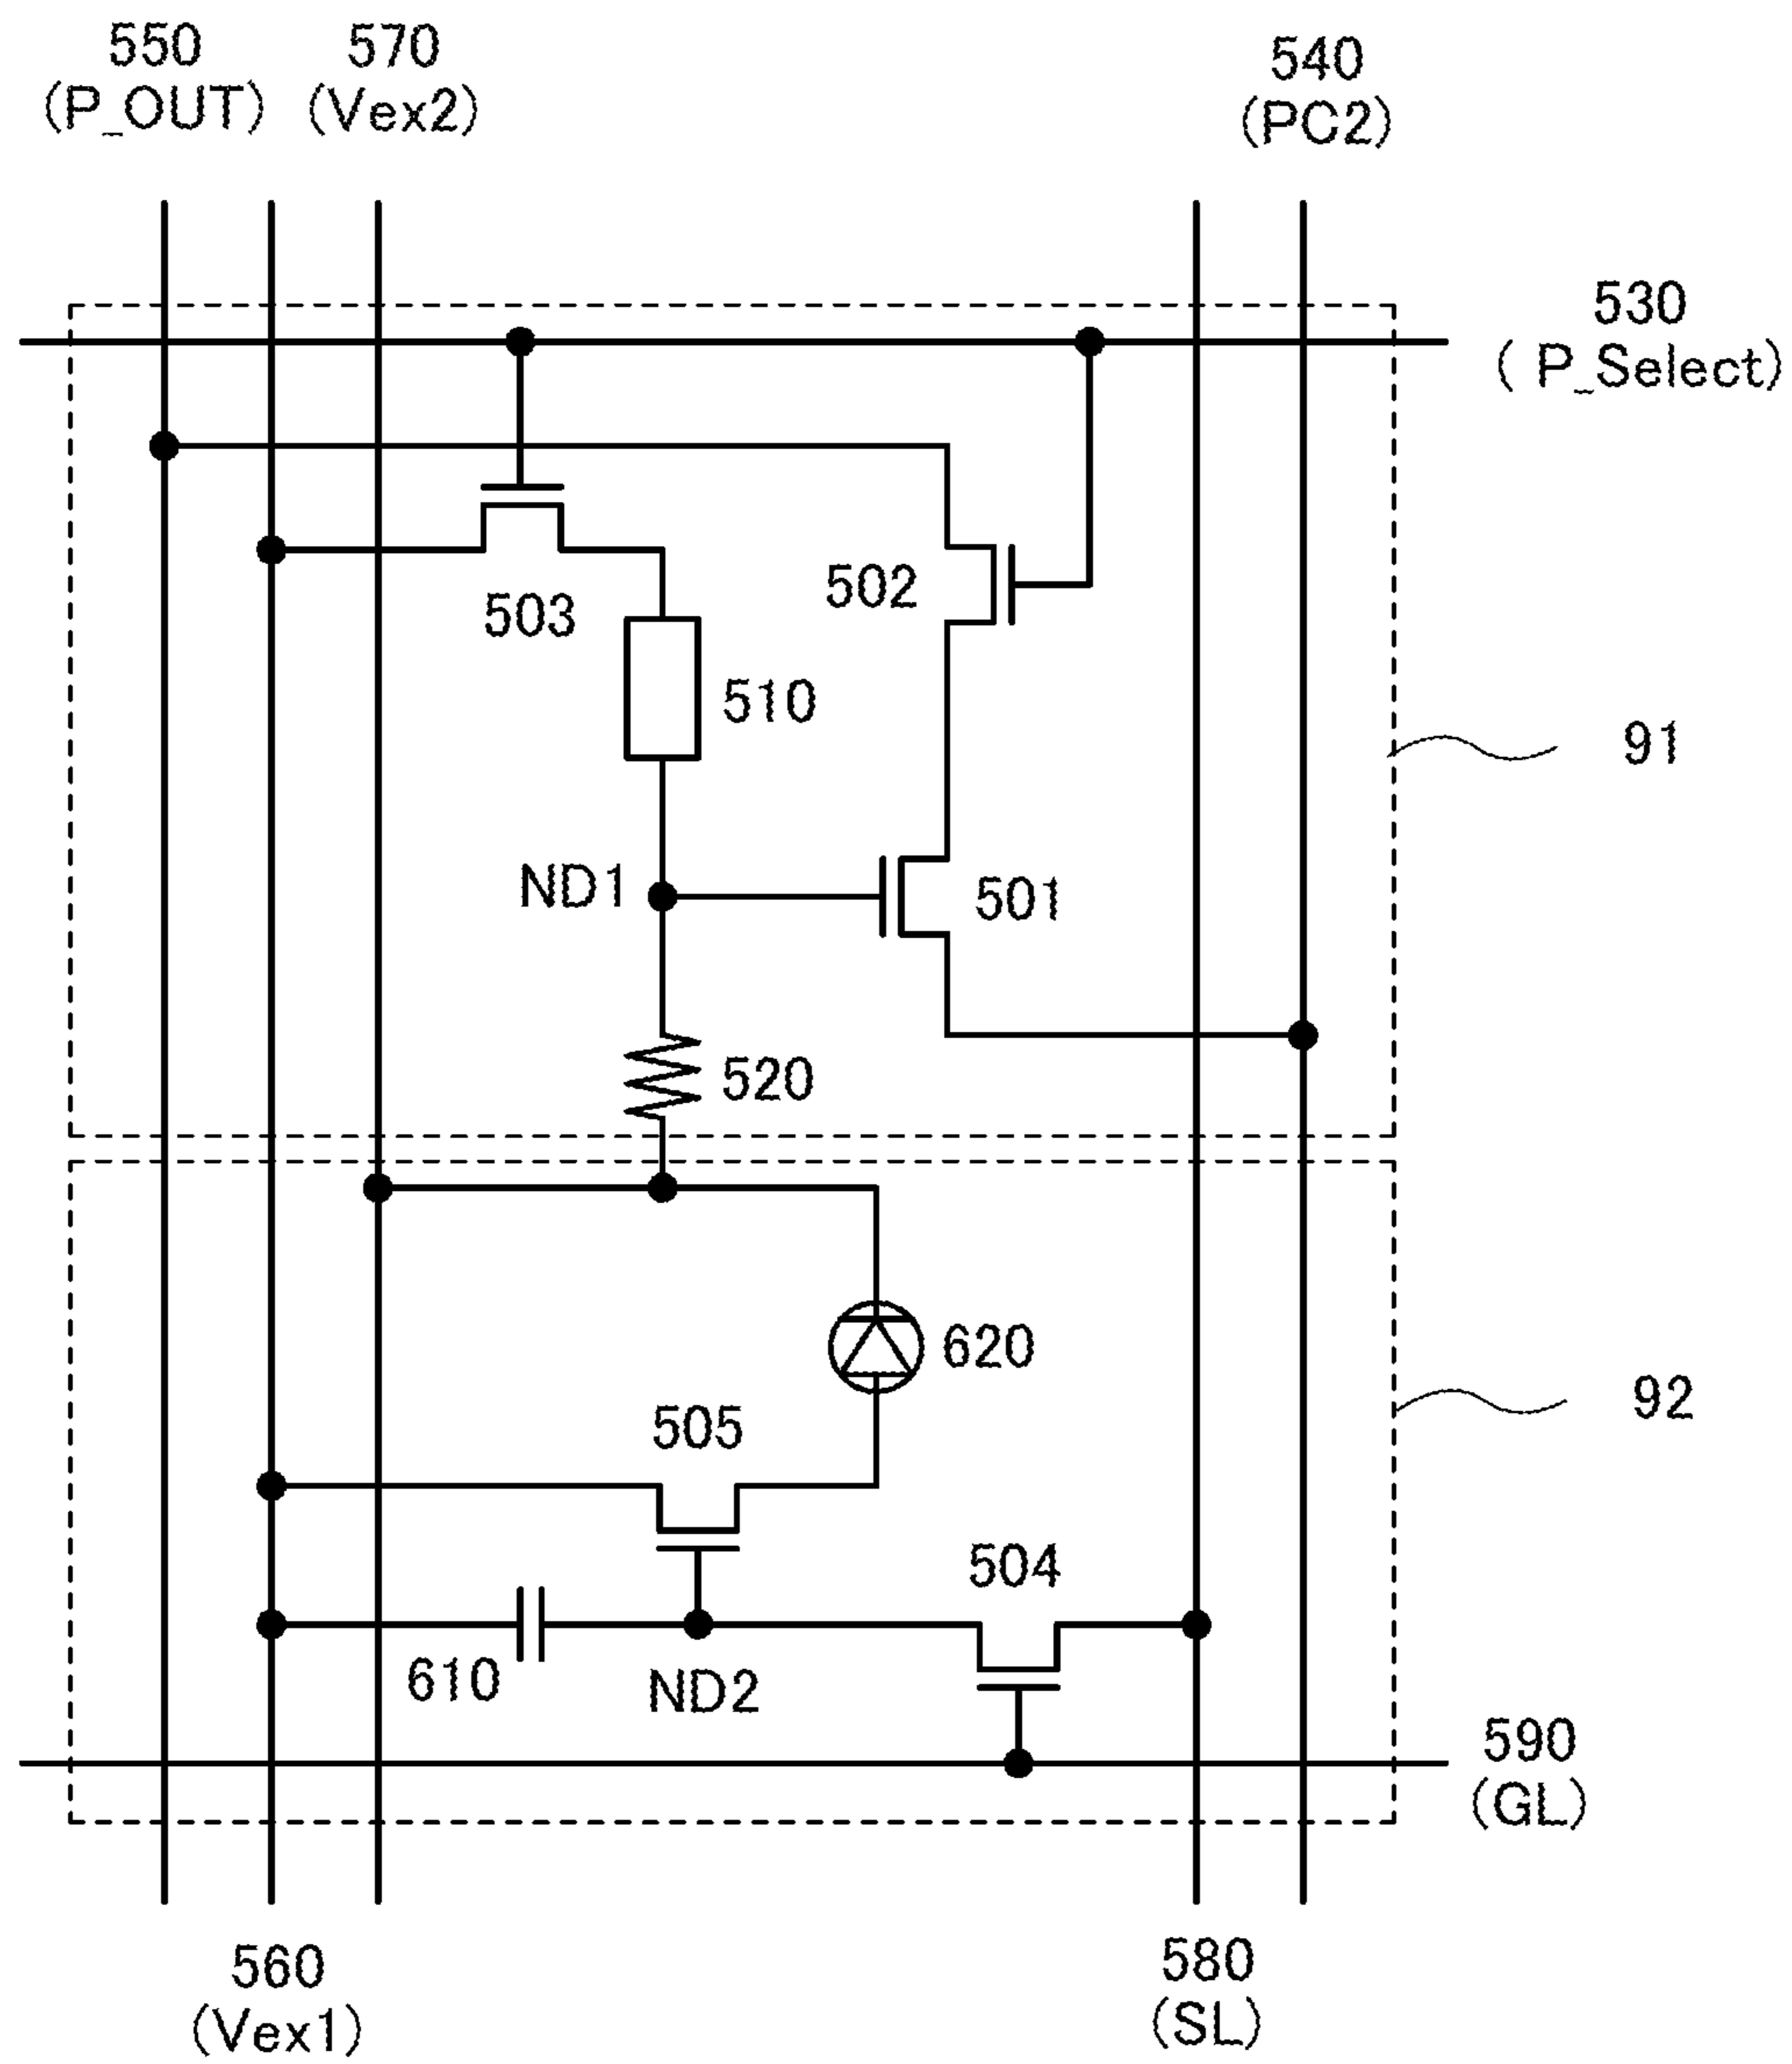 550
(P_OUT)
570
(Vex2)
540
(PC2)
530
( P_Select)
503
502
510
91
ND1
501
520
620
92
505
504
610
ND2
590
(GL)
560
(Vex1)
580
(SL)